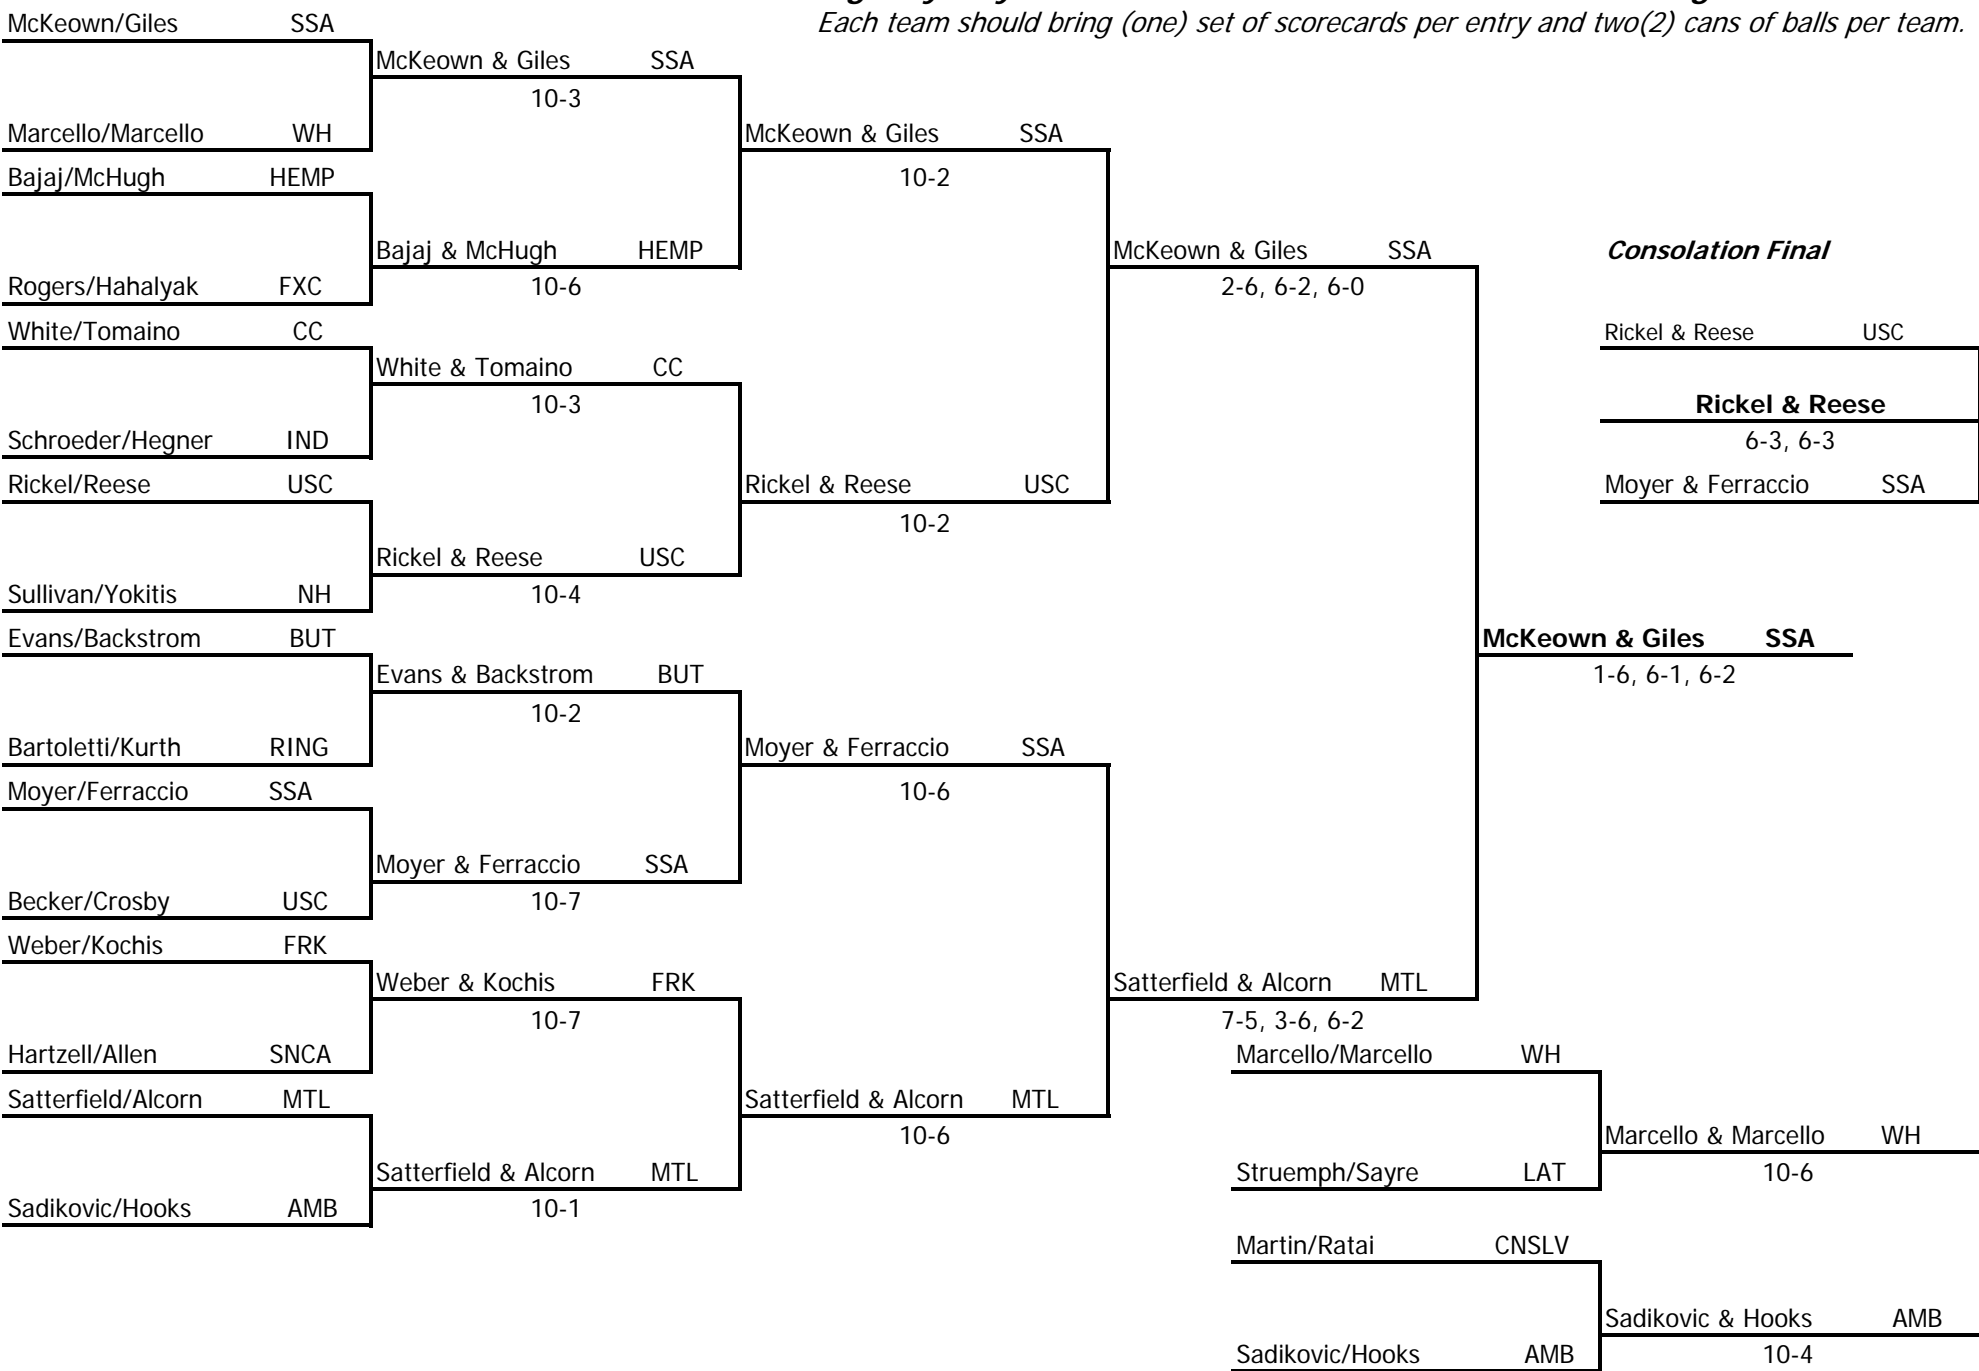 Each team should bring (one) set of scorecards per entry and two(2) cans of balls per team.
McKeown/Giles SSA
McKeown & Giles SSA
10-3
Marcello/Marcello WH
McKeown & Giles SSA
Bajaj/McHugh HEMP
10-2
Bajaj & McHugh HEMP
McKeown & Giles SSA
Consolation Final
Rogers/Hahalyak FXC
10-6
2-6, 6-2, 6-0
White/Tomaino CC
Rickel & Reese USC
White & Tomaino CC
10-3
Rickel & Reese
Schroeder/Hegner IND
6-3, 6-3
Rickel/Reese USC
Rickel & Reese USC
Moyer & Ferraccio SSA
10-2
Rickel & Reese USC
Sullivan/Yokitis NH
10-4
Evans/Backstrom BUT
McKeown & Giles SSA
Evans & Backstrom BUT
1-6, 6-1, 6-2
10-2
Bartoletti/Kurth RING
Moyer & Ferraccio SSA
Moyer/Ferraccio SSA
10-6
Moyer & Ferraccio SSA
Becker/Crosby USC
10-7
Weber/Kochis FRK
Weber & Kochis FRK
Satterfield & Alcorn MTL
10-7
7-5, 3-6, 6-2
Hartzell/Allen SNCA
Marcello/Marcello WH
Satterfield/Alcorn MTL
Satterfield & Alcorn MTL
10-6
Marcello & Marcello WH
Satterfield & Alcorn MTL
Struemph/Sayre LAT
10-6
Sadikovic/Hooks AMB
10-1
Martin/Ratai CNSLV
Sadikovic & Hooks AMB
Sadikovic/Hooks AMB
10-4